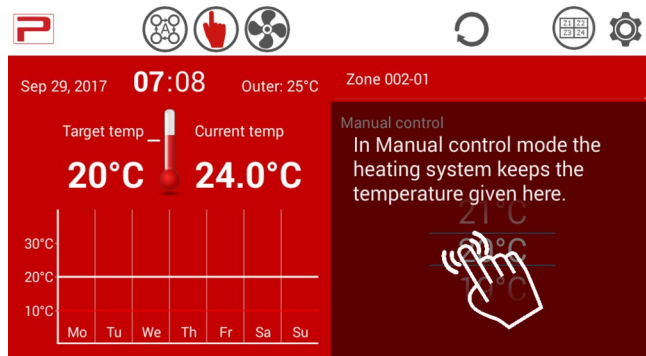 A
Z1 Z2
Z3 Z4
Sep 29, 2017 07:08 Outer: 25°C
Zone 002-01
Target temp Current temp
20°C 24.0°C
Manual control
In Manual control mode the
heating system keeps the
temperature given here.
21°C
20°C
19°C
30°C
20°C
10°C
Mo Tu We Th Fr Sa Su